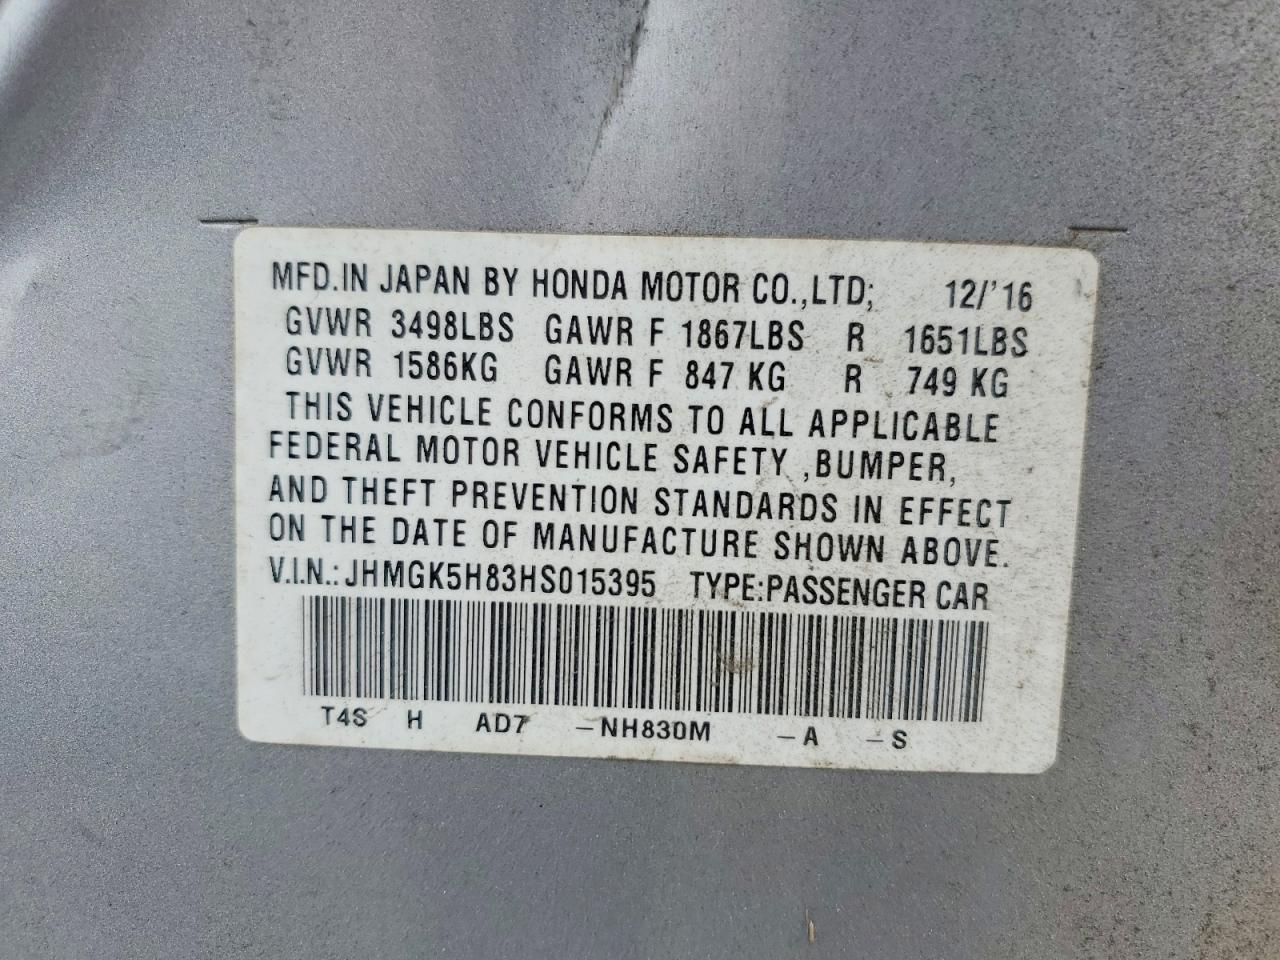 MFD.IN JAPAN BY HONDA MOTOR CO.,LTD; 12/'16
GVWR 3498LBS GAWR F 1867LBS R 1651LBS
GVWR 1586KG GAWR F 847 KG R 749 KG
THIS VEHICLE CONFORMS TO ALL APPLICABLE
FEDERAL MOTOR VEHICLE SAFETY ,BUMPER,
AND THEFT PREVENTION STANDARDS IN EFFECT
ON THE DATE OF MANUFACTURE SHOWN ABOVE.
V.I.N.: JHMGK5H83HS015395 TYPE:PASSENGER CAR
T4S H AD7 -NH830M -A -S